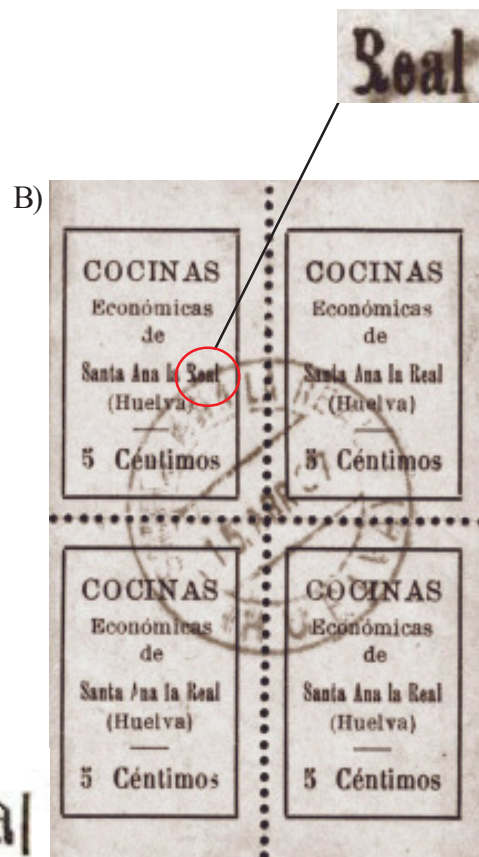 Real
B)
COCINAS
Económicas
de
Santa Ana la Real
(Huelva)
5 Céntimos
COCINAS
Económicas
de
Santa Ana la Real
(Huelva)
5 Céntimos
COCINAS
Económicas
de
Santa Ana la Real
(Huelva)
5 Céntimos
COCINAS
Económicas
de
Santa Ana la Real
(Huelva)
5 Céntimos